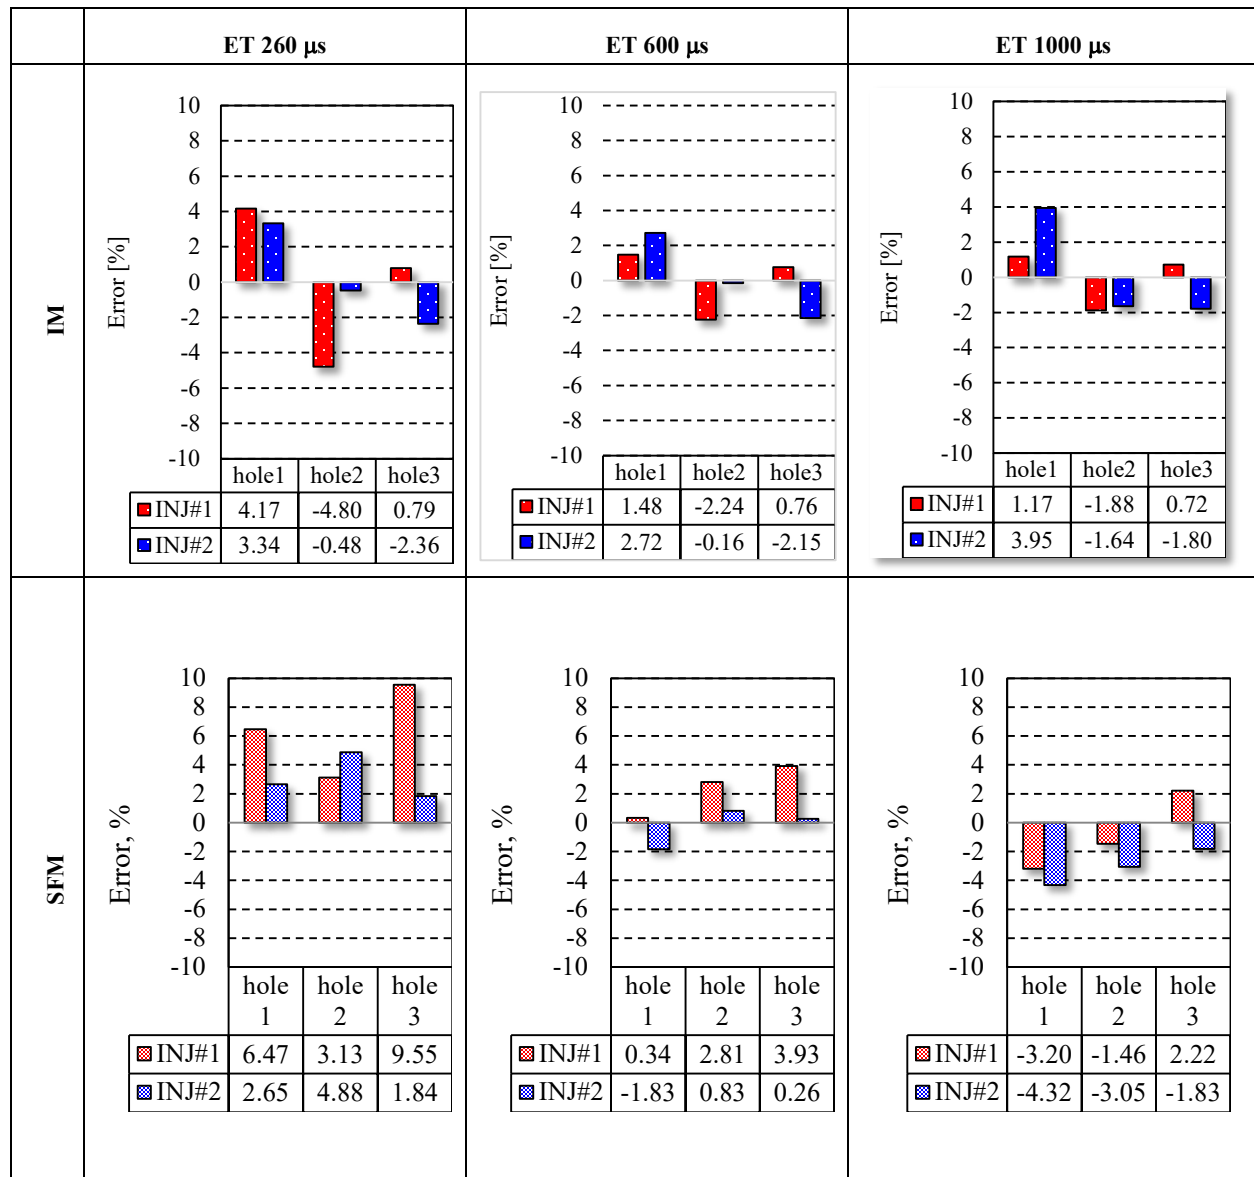 ET 260 μs
ET 600 μs
ET 1000 μs
IM
Error [%]
10
8
6
4
2
0
-2
-4
-6
-8
-10
hole1 hole2 hole3
INJ#1 4.17 -4.80 0.79
INJ#2 3.34 -0.48 -2.36
Error [%]
10
8
6
4
2
0
-2
-4
-6
-8
-10
hole1 hole2 hole3
INJ#1 1.48 -2.24 0.76
INJ#2 2.72 -0.16 -2.15
Error [%]
10
8
6
4
2
0
-2
-4
-6
-8
-10
hole1 hole2 hole3
INJ#1 1.17 -1.88 0.72
INJ#2 3.95 -1.64 -1.80
SFM
Error, %
10
8
6
4
2
0
-2
-4
-6
-8
-10
hole hole hole
1 2 3
INJ#1 6.47 3.13 9.55
INJ#2 2.65 4.88 1.84
Error, %
10
8
6
4
2
0
-2
-4
-6
-8
-10
hole hole hole
1 2 3
INJ#1 0.34 2.81 3.93
INJ#2 -1.83 0.83 0.26
Error, %
10
8
6
4
2
0
-2
-4
-6
-8
-10
hole hole hole
1 2 3
INJ#1 -3.20 -1.46 2.22
INJ#2 -4.32 -3.05 -1.83